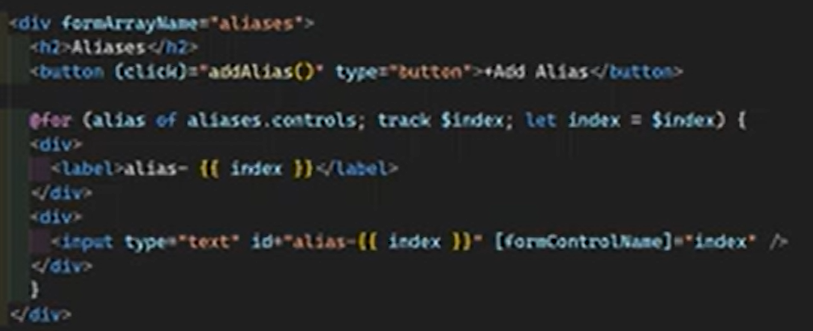 <div formArrayName="aliases">
<h2>Aliases</h2>
<button (click)="addAlias()" type="button">+Add Alias</button>
@for (alias of aliases.controls; track $index; let index = $index) {
<div>
<label>alias- {{ index }}</label>
</div>
<div>
<input type="text" id="alias-{{ index }}" [formControlName]="index" />
</div>
}
</div>